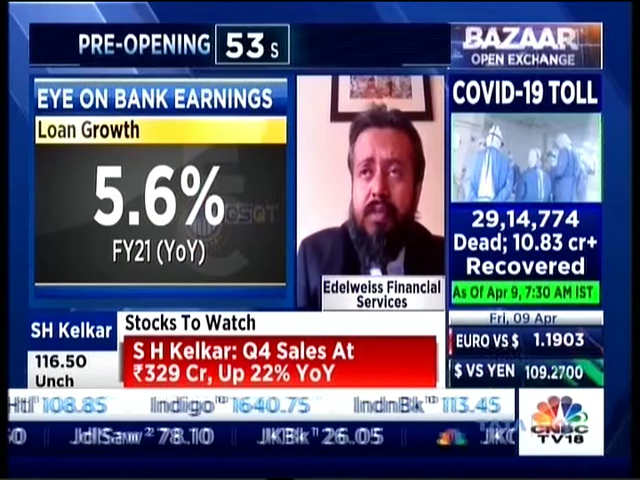 PRE-OPENING 53 S
BAZAAR
OPEN EXCHANGE
EYE ON BANK EARNINGS
Loan Growth
5.6%
FY21 (YoY)
QSQT
COVID-19 TOLL
29,14,774
Dead; 10.83 cr+
Recovered
As Of Apr 9, 7:30 AM IST
Edelweiss Financial
Services
SH Kelkar
116.50
Unch
Stocks To Watch
S H Kelkar: Q4 Sales At
₹329 Cr, Up 22% YoY
Fri, 09 Apr
EURO VS $ 1.1903
$ VS YEN 109.2700
Htl 108.85 Indigo 1640.75 IndnBk 113.45
0 JdlSaw 78.10 JKBk 26.05 JKC
CNBC
TV18